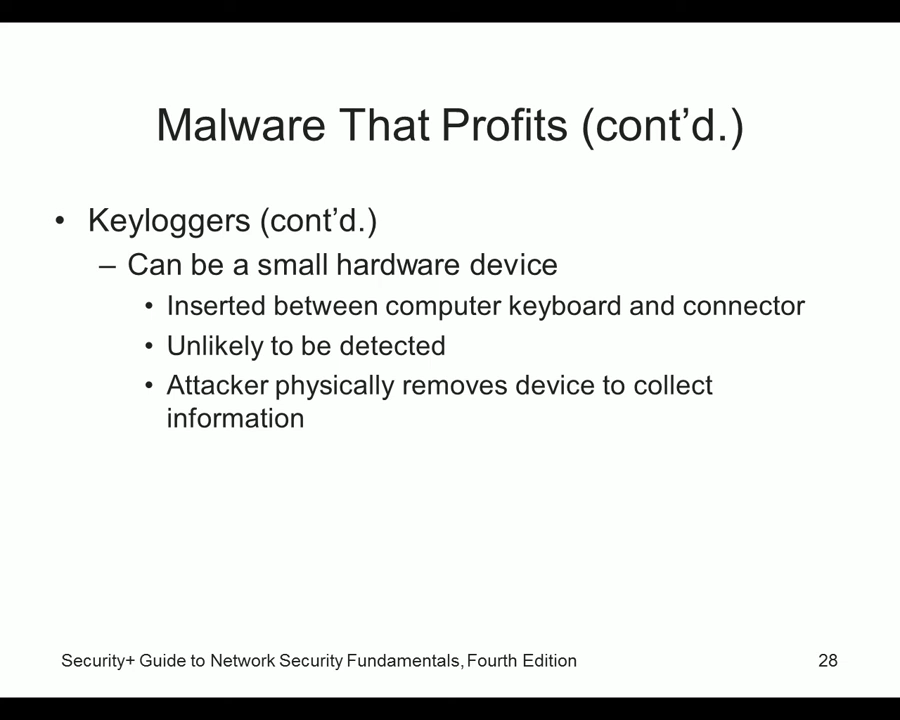 Malware That Profits (cont’d.)
• Keyloggers (cont’d.)
– Can be a small hardware device
• Inserted between computer keyboard and connector
• Unlikely to be detected
• Attacker physically removes device to collect
information
Security+ Guide to Network Security Fundamentals, Fourth Edition
28